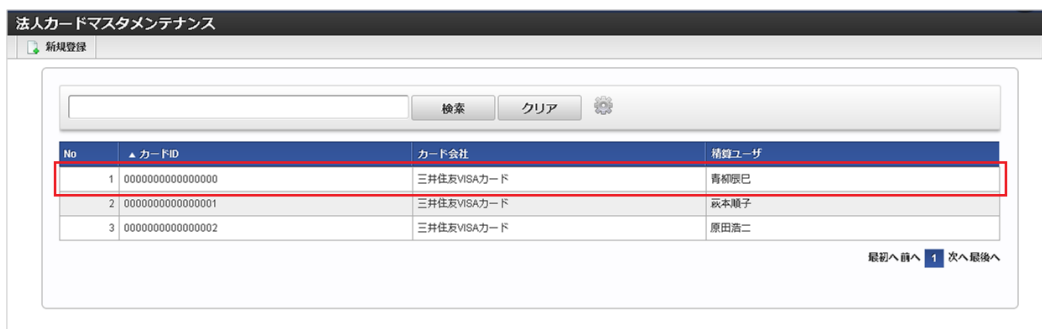 法人カードマスタメンテナンス
新規登録
検索 クリア
No ▲ カードID カード会社 積算ユーザ
1 0000000000000000 三井住友VISAカード 青柳辰巳
2 0000000000000001 三井住友VISAカード 萩本順子
3 0000000000000002 三井住友VISAカード 原田浩二
最初へ 前へ 1 次へ 最後へ